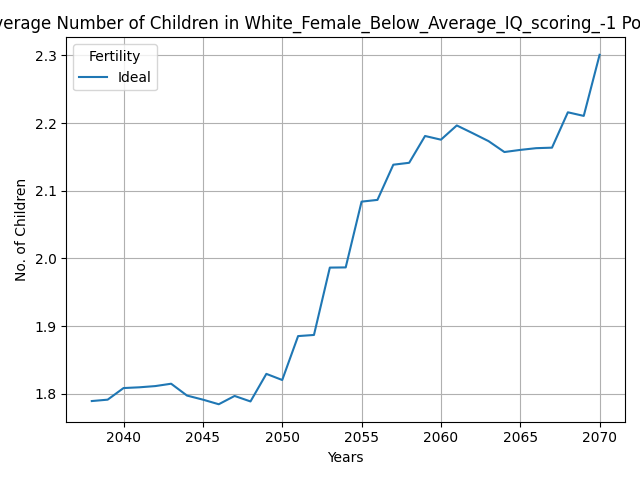 verage Number of Children in White_Female_Below_Average_IQ_scoring_-1 Po
Fertility
Ideal
2.3
2.2
2.1
2.0
1.9
1.8
No. of Children
2040 2045 2050 2055 2060 2065 2070
Years